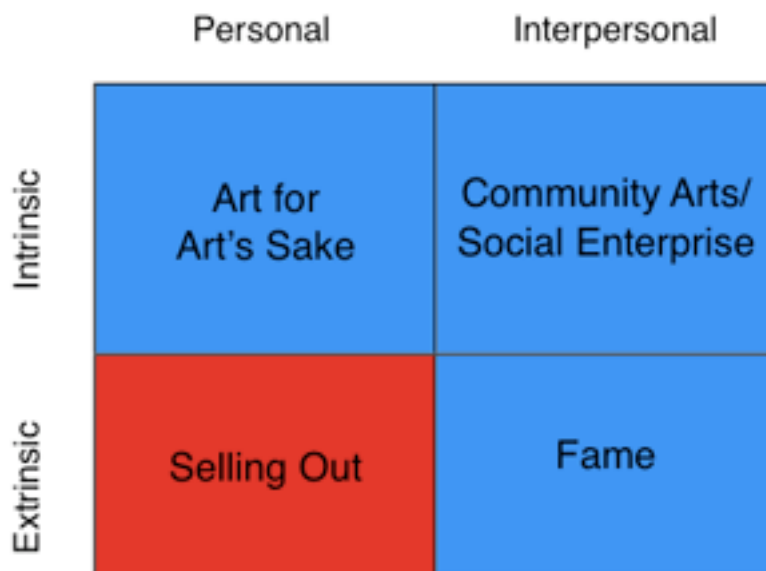 Personal
Interpersonal
Intrinsic
Art for
Art's Sake
Community Arts/
Social Enterprise
Extrinsic
Selling Out
Fame